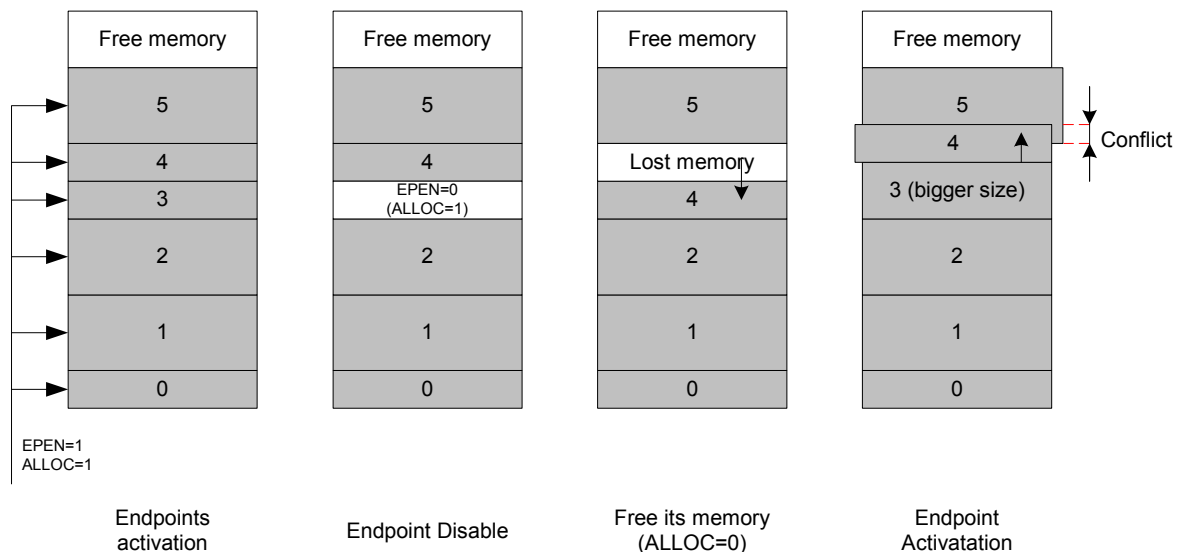 Free memory
5
4
3
2
1
0
EPEN=1
ALLOC=1
Endpoints
activation
Free memory
5
4
EPEN=0
(ALLOC=1)
2
1
0
Endpoint Disable
Free memory
5
Lost memory
4
2
1
0
Free its memory
(ALLOC=0)
Free memory
5
4
Conflict
3 (bigger size)
2
1
0
Endpoint
Activatation